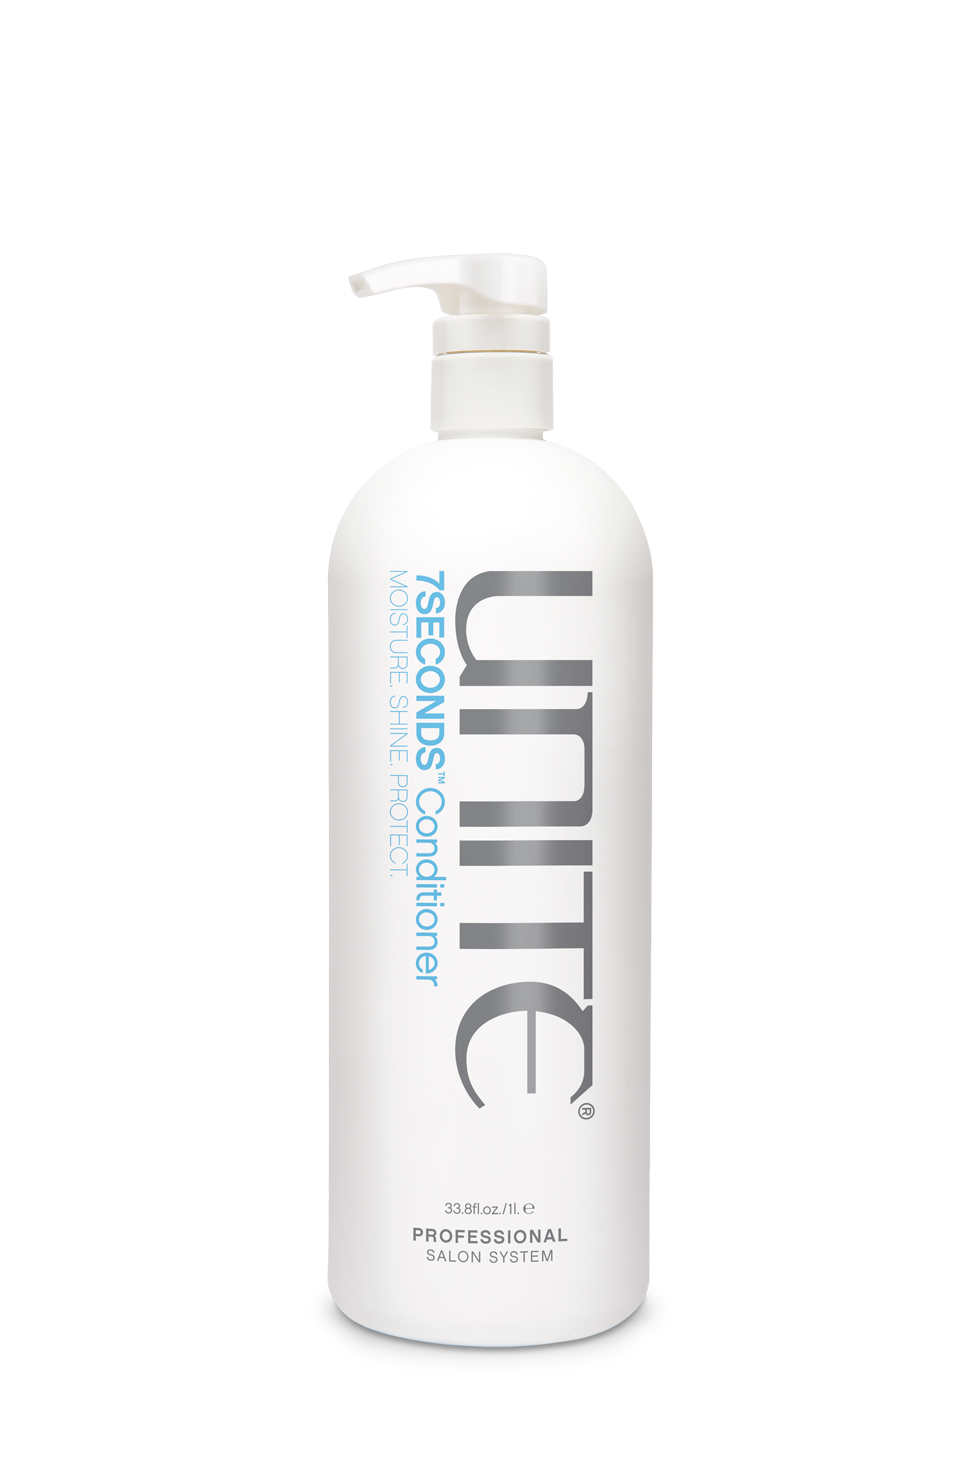 UNITE®
7SECONDS™ Conditioner
MOISTURE. SHINE. PROTECT.
33.8fl.oz./1l. ℮
PROFESSIONAL
SALON SYSTEM